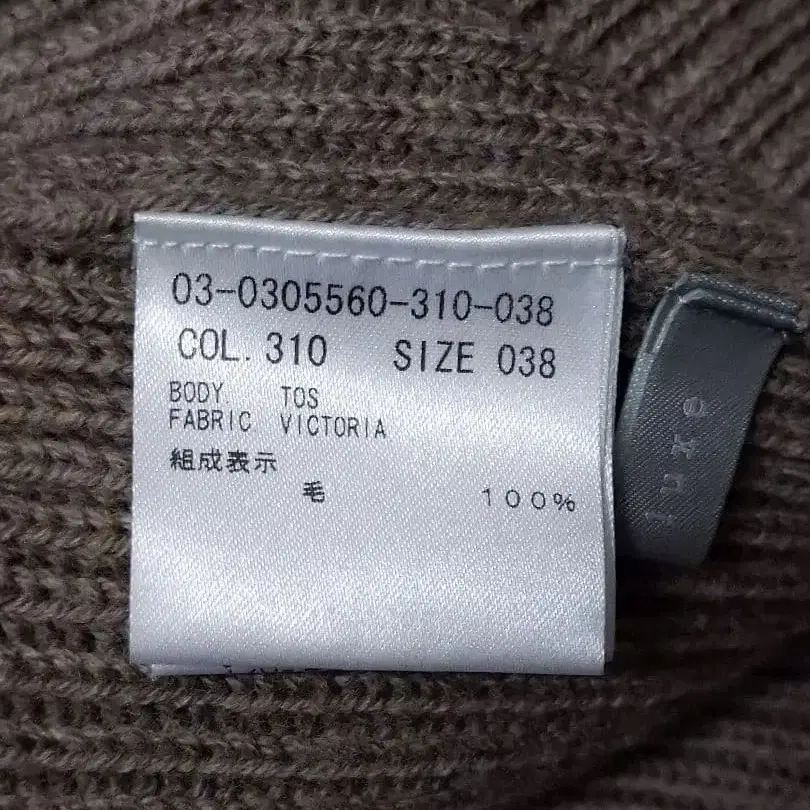 03-0305560-310-038
COL. 310 SIZE 038
BODY. TOS
FABRIC VICTORIA
組成表示
毛 100%